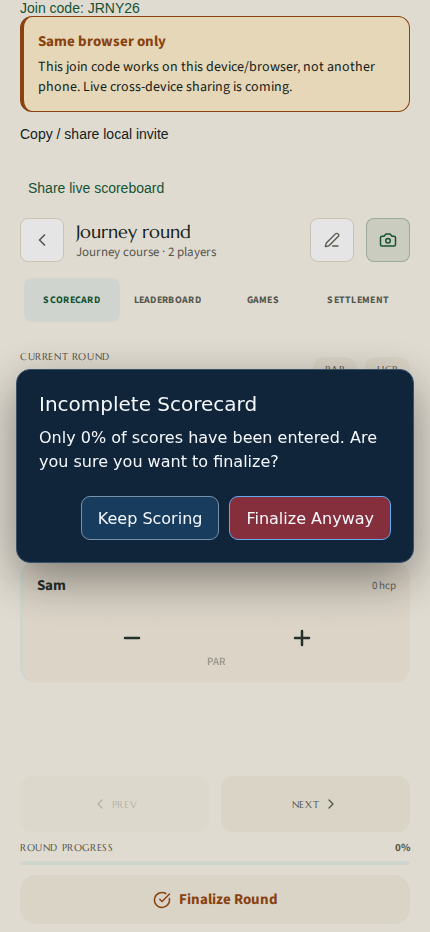 Join code: JRNY26
Same browser only
This join code works on this device/browser, not another
phone. Live cross-device sharing is coming.
Copy / share local invite
Share live scoreboard
Journey round
Journey course · 2 players
SCORECARD
LEADERBOARD
GAMES
SETTLEMENT
CURRENT ROUND
Incomplete Scorecard
Only 0% of scores have been entered. Are
you sure you want to finalize?
Keep Scoring
Finalize Anyway
Sam
0 hcp
PAR
PREV
NEXT
ROUND PROGRESS
0%
Finalize Round